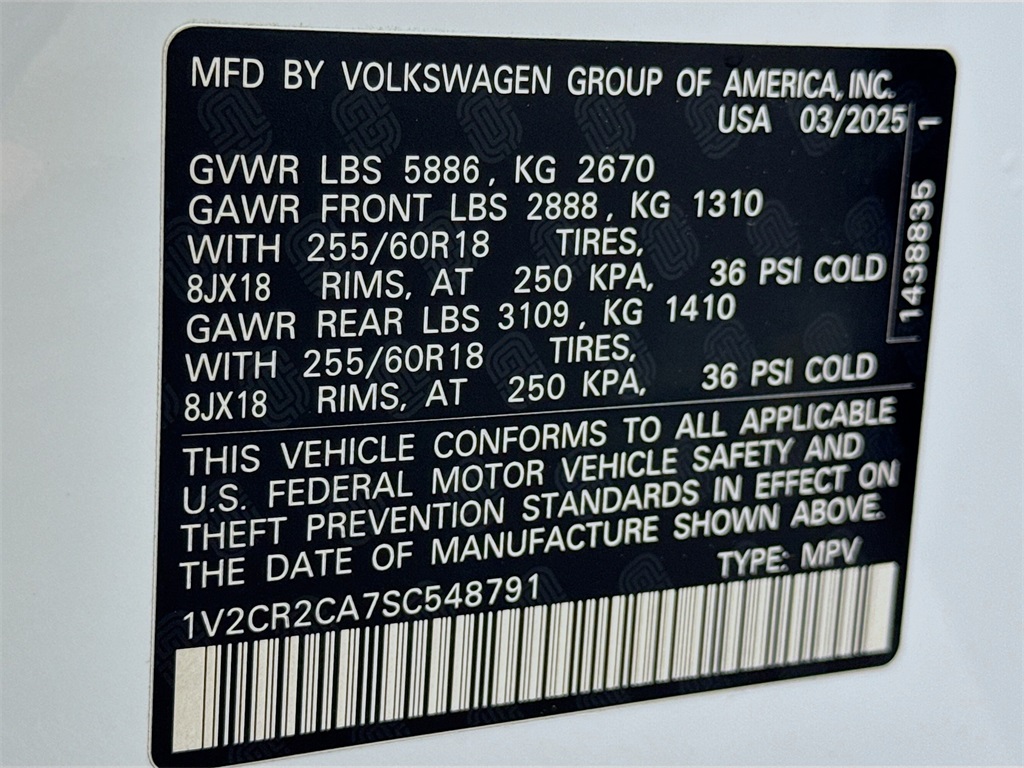 MFD BY VOLKSWAGEN GROUP OF AMERICA, INC.
USA 03/2025
GVWR LBS 5886, KG 2670
GAWR FRONT LBS 2888, KG 1310
WITH 255/60R18 TIRES,
8JX18 RIMS, AT 250 KPA, 36 PSI COLD
GAWR REAR LBS 3109, KG 1410
WITH 255/60R18 TIRES,
8JX18 RIMS, AT 250 KPA, 36 PSI COLD
THIS VEHICLE CONFORMS TO ALL APPLICABLE
U.S. FEDERAL MOTOR VEHICLE SAFETY AND
THEFT PREVENTION STANDARDS IN EFFECT ON
THE DATE OF MANUFACTURE SHOWN ABOVE.
TYPE: MPV
1V2CR2CA7SC548791
1438835 1